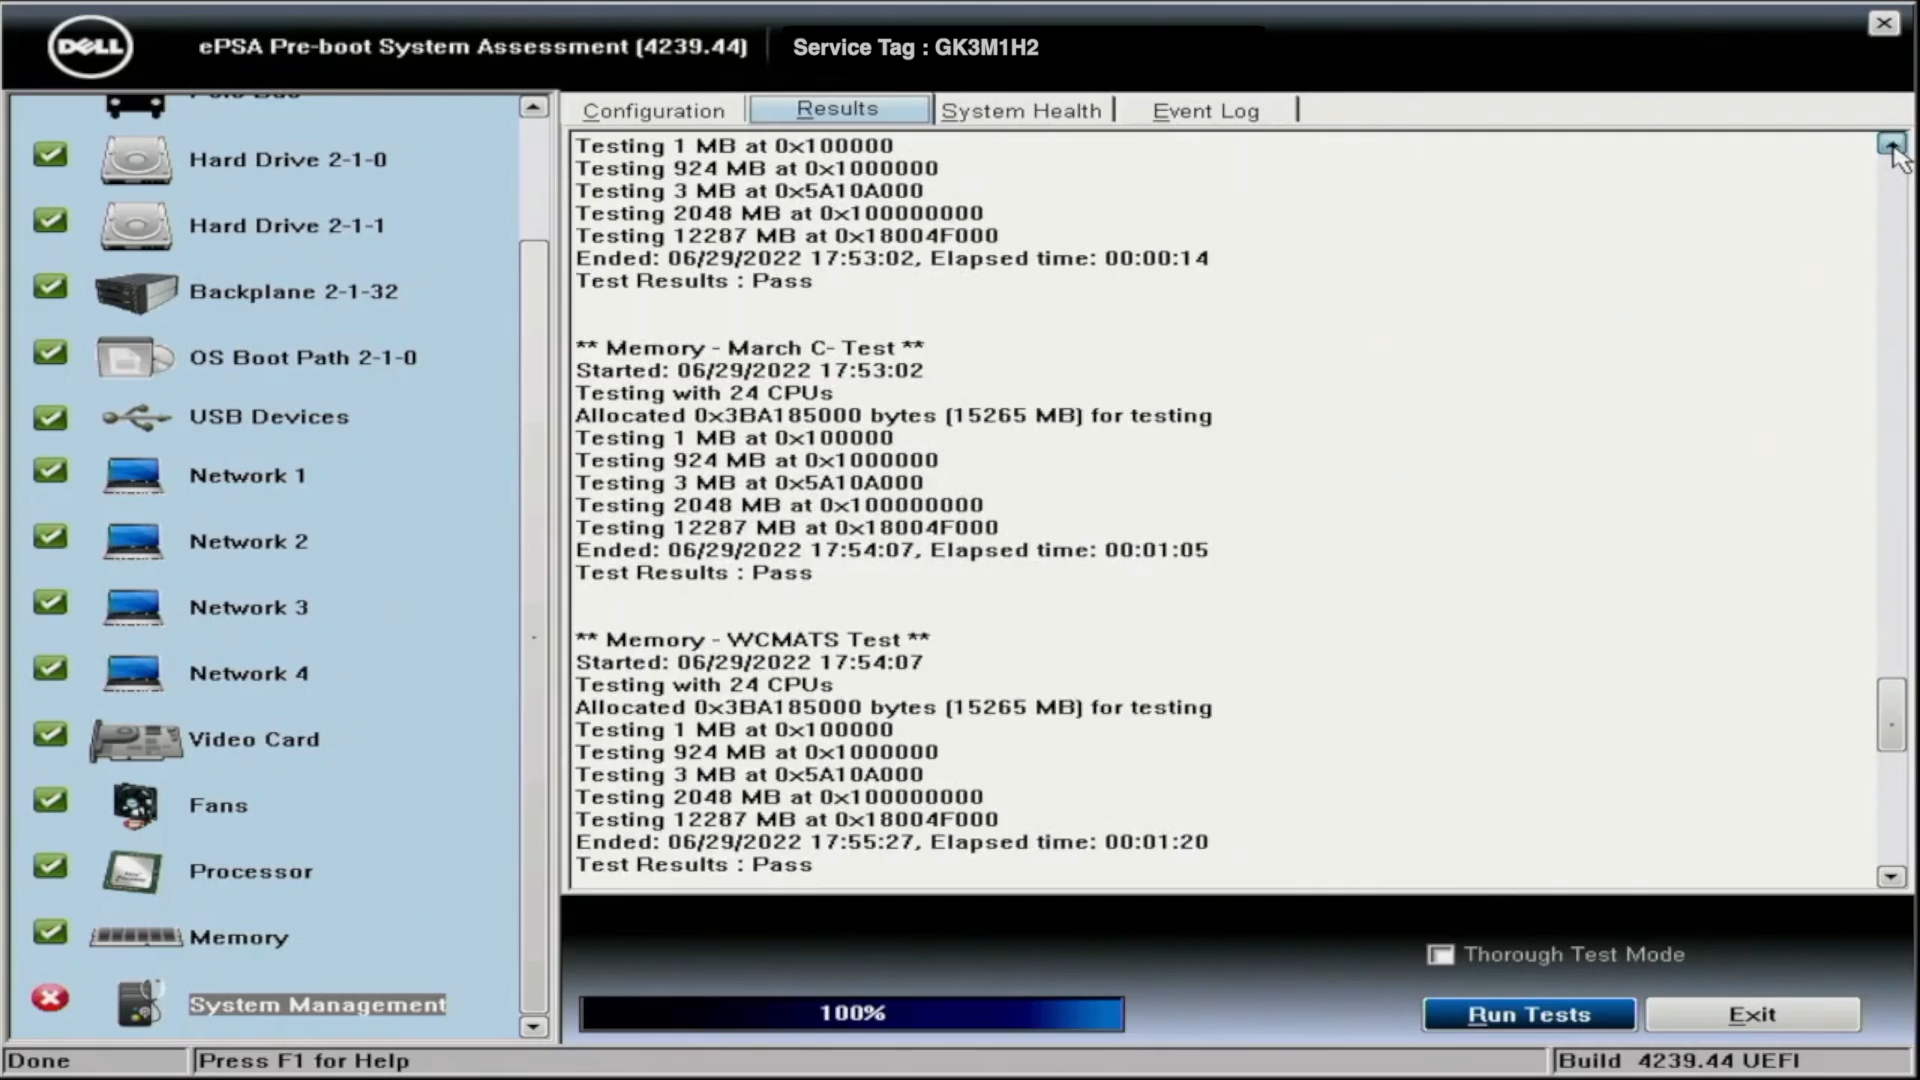 DELL
ePSA Pre-boot System Assessment (4239.44)
Service Tag : GK3M1H2
Hard Drive 2-1-0
Hard Drive 2-1-1
Backplane 2-1-32
OS Boot Path 2-1-0
USB Devices
Network 1
Network 2
Network 3
Network 4
Video Card
Fans
Processor
Memory
System Management
Configuration
Results
System Health
Event Log
Testing 1 MB at 0x100000
Testing 924 MB at 0x1000000
Testing 3 MB at 0x5A10A000
Testing 2048 MB at 0x100000000
Testing 12287 MB at 0x18004F000
Ended: 06/29/2022 17:53:02, Elapsed time: 00:00:14
Test Results : Pass
** Memory - March C- Test **
Started: 06/29/2022 17:53:02
Testing with 24 CPUs
Allocated 0x3BA185000 bytes (15265 MB) for testing
Testing 1 MB at 0x100000
Testing 924 MB at 0x1000000
Testing 3 MB at 0x5A10A000
Testing 2048 MB at 0x100000000
Testing 12287 MB at 0x18004F000
Ended: 06/29/2022 17:54:07, Elapsed time: 00:01:05
Test Results : Pass
** Memory - WCMATS Test **
Started: 06/29/2022 17:54:07
Testing with 24 CPUs
Allocated 0x3BA185000 bytes (15265 MB) for testing
Testing 1 MB at 0x100000
Testing 924 MB at 0x1000000
Testing 3 MB at 0x5A10A000
Testing 2048 MB at 0x100000000
Testing 12287 MB at 0x18004F000
Ended: 06/29/2022 17:55:27, Elapsed time: 00:01:20
Test Results : Pass
Thorough Test Mode
100%
Run Tests
Exit
Done
Press F1 for Help
Build 4239.44 UEFI